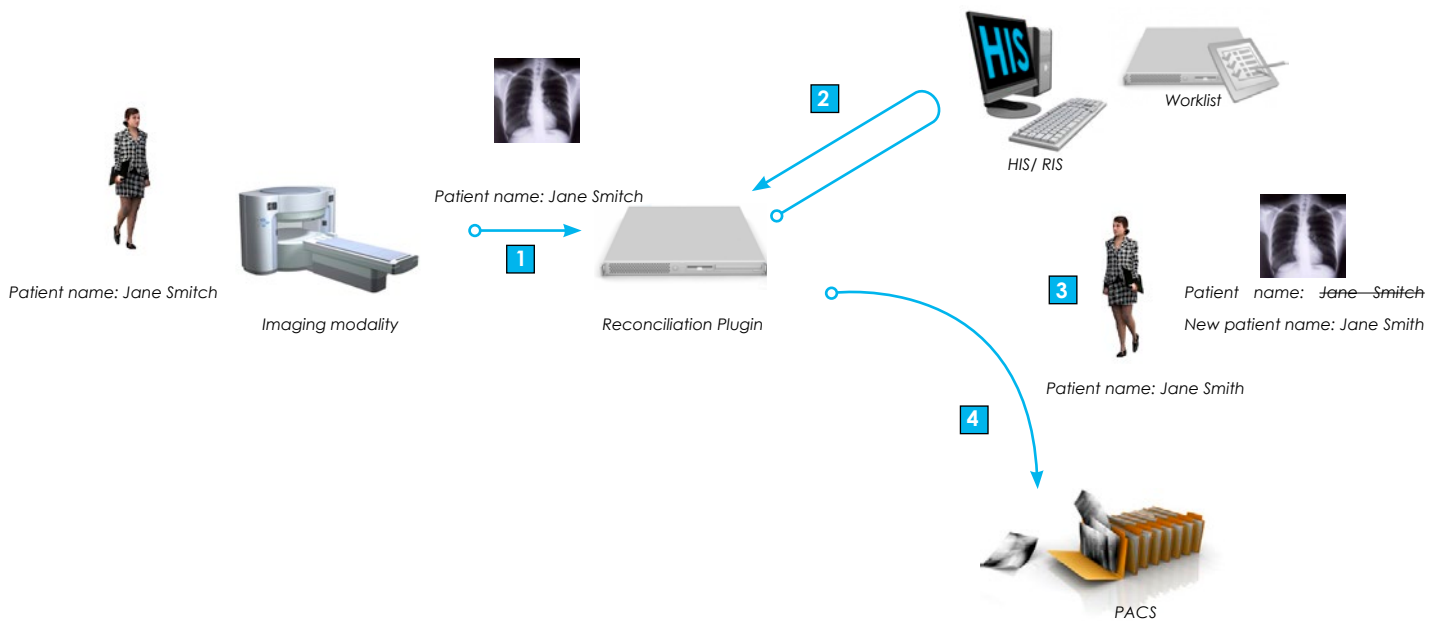 HIS
2
Worklist
HIS/ RIS
Patient name: Jane Smitch
1
Patient name: Jane Smitch
Imaging modality
Reconciliation Plugin
3
Patient name: Jane Smitch
New patient name: Jane Smith
Patient name: Jane Smith
4
PACS